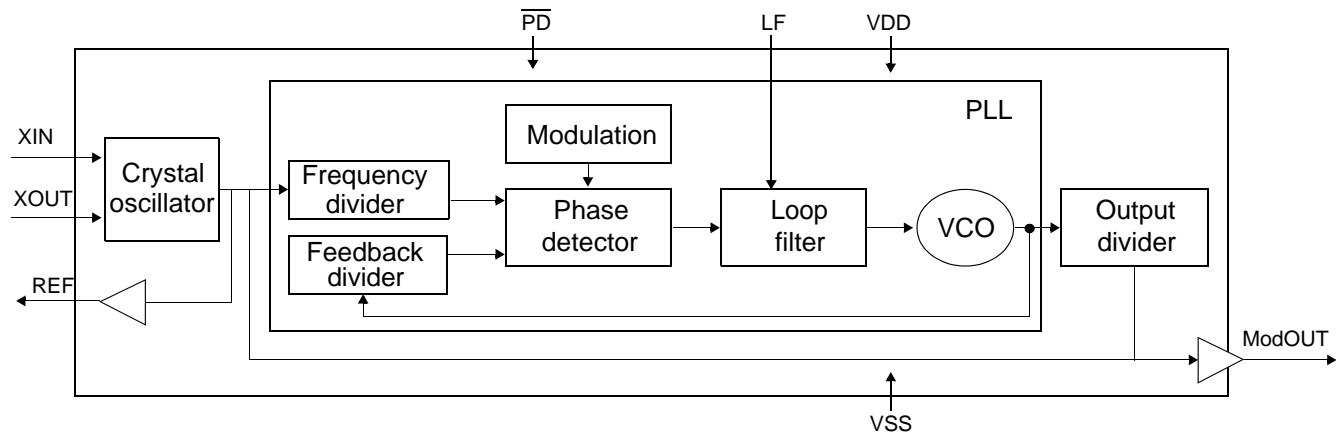 P̅D̅
LF
VDD
PLL
XIN
XOUT
REF
Crystal
oscillator
Frequency
divider
Feedback
divider
Modulation
Phase
detector
Loop
filter
VCO
Output
divider
ModOUT
VSS